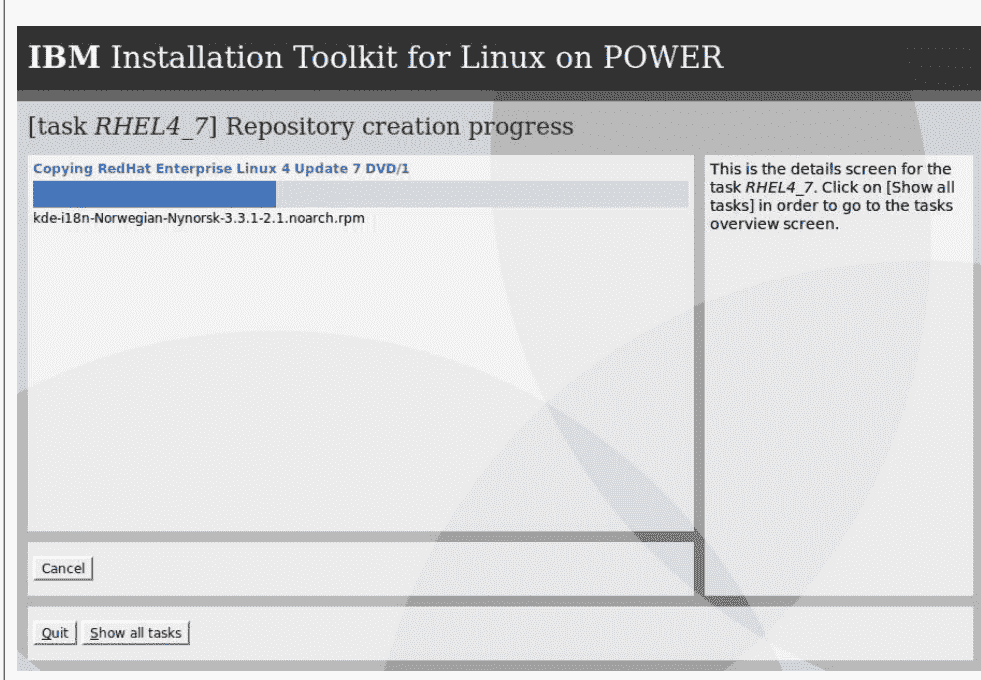 IBM Installation Toolkit for Linux on POWER
[task RHEL4_7] Repository creation progress
Copying RedHat Enterprise Linux 4 Update 7 DVD/1
kde-i18n-Norwegian-Nynorsk-3.3.1-2.1.noarch.rpm
This is the details screen for the
task RHEL4_7. Click on [Show all
tasks] in order to go to the tasks
overview screen.
Cancel
Quit
Show all tasks